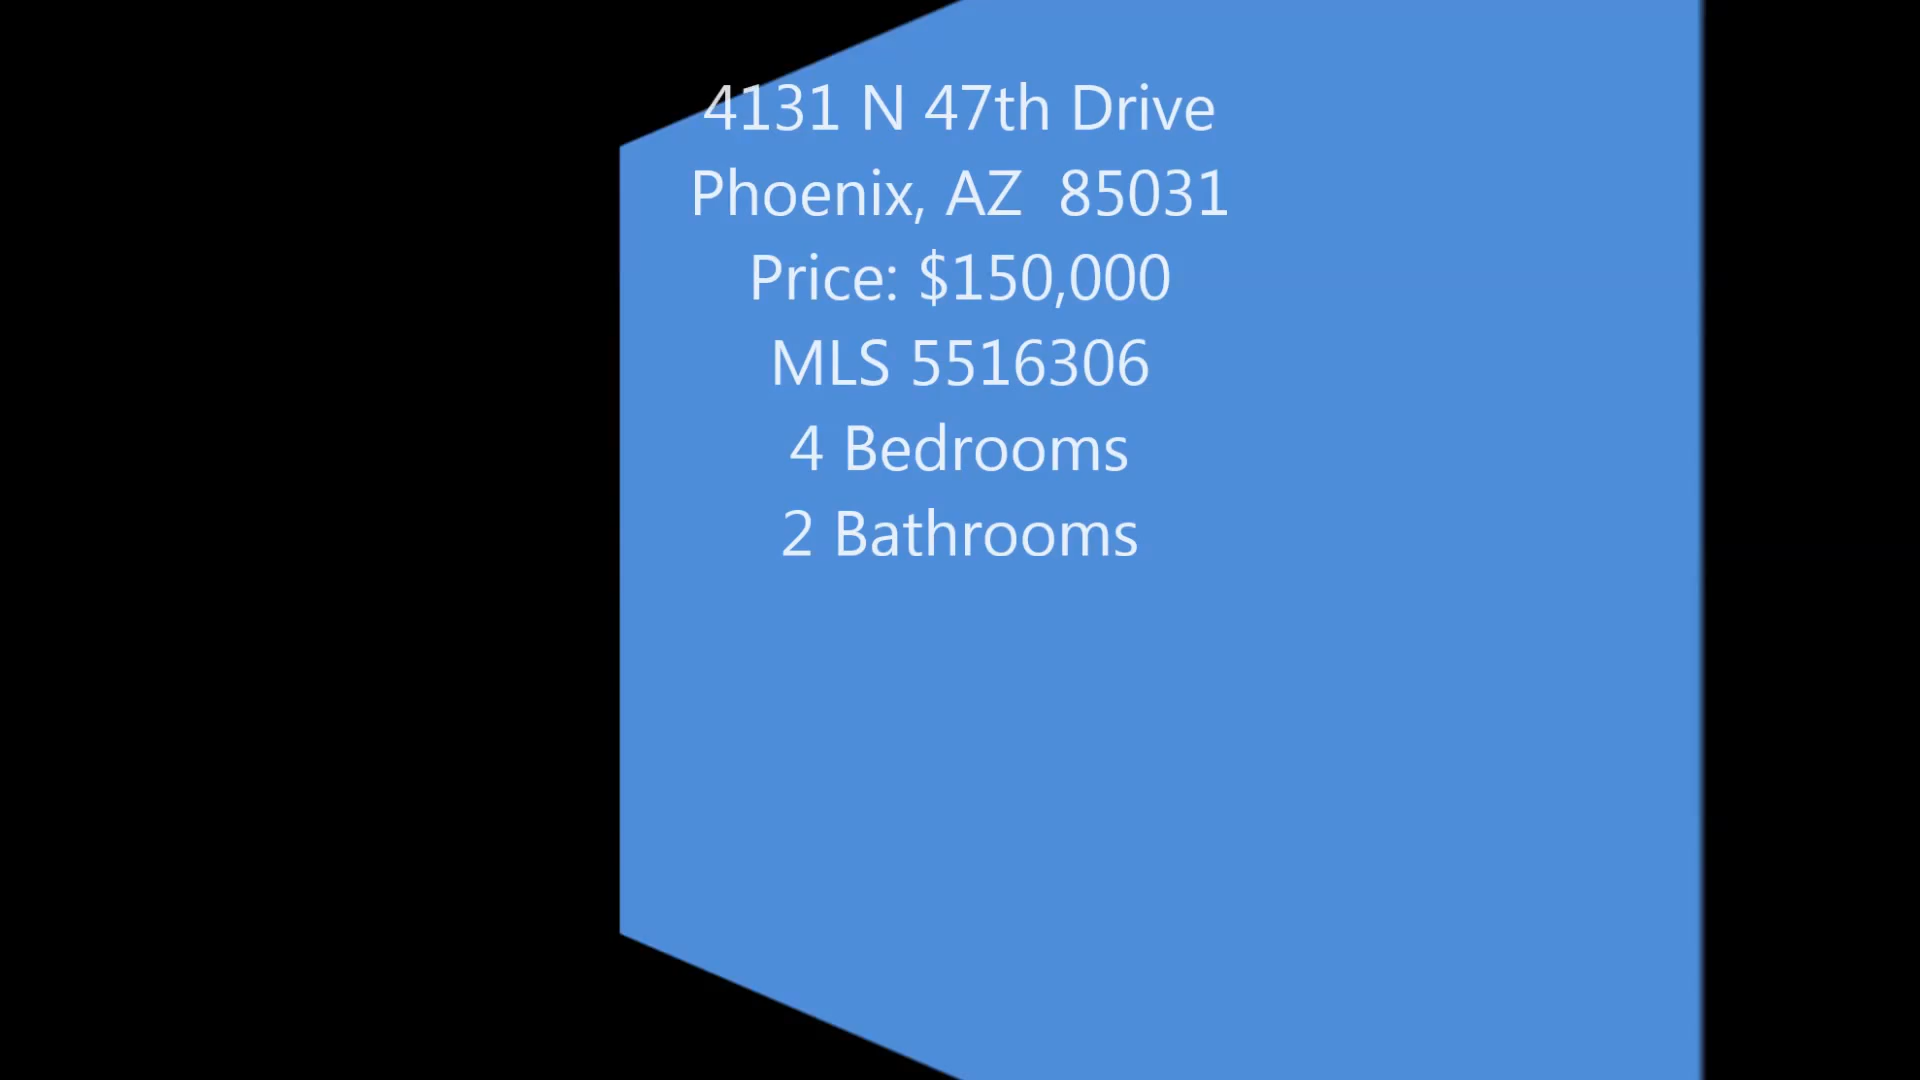 4131 N 47th Drive
Phoenix, AZ  85031
Price: $150,000
MLS 5516306
4 Bedrooms
2 Bathrooms